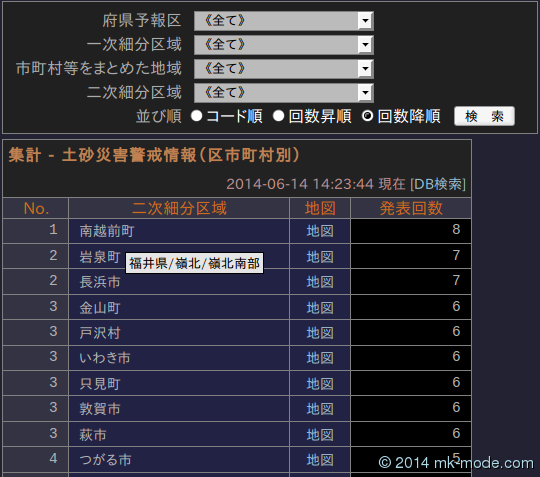 府県予報区 《全て》
一次細分区域 《全て》
市町村等をまとめた地域 《全て》
二次細分区域 《全て》
並び順 コード順 回数昇順 回数降順 検 索
集計 - 土砂災害警戒情報(区市町村別)
2014-06-14 14:23:44 現在 [DB検索]
No. 二次細分区域 地図 発表回数
1 南越前町 地図 8
2 岩泉町 地図 7
福井県/嶺北/嶺北南部
2 長浜市 地図 7
3 金山町 地図 6
3 戸沢村 地図 6
3 いわき市 地図 6
3 只見町 地図 6
3 敦賀市 地図 6
3 萩市 地図 6
4 つがる市 地図 5
© 2014 mk-mode.com